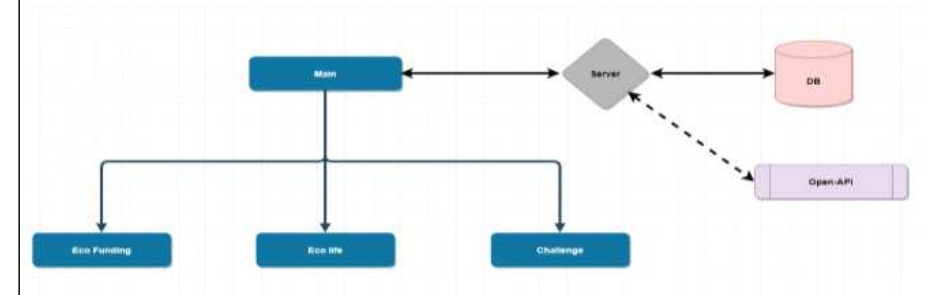 Main
Server
DB
Open-API
Eco Funding
Eco life
Challenge